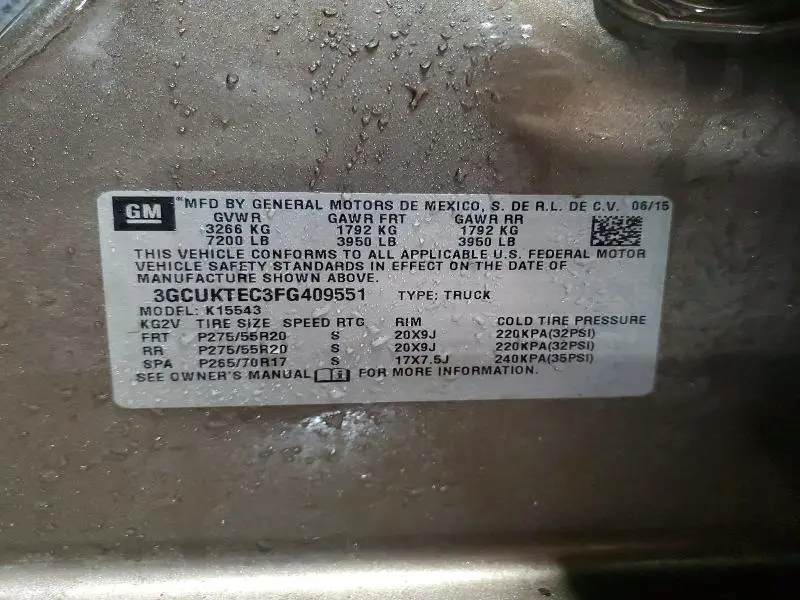 GM ®MFD BY GENERAL MOTORS DE MEXICO, S. DE R.L. DE C.V. 06/15
GVWR GAWR FRT GAWR RR
3266 KG 1792 KG 1792 KG
7200 LB 3950 LB 3950 LB
THIS VEHICLE CONFORMS TO ALL APPLICABLE U.S. FEDERAL MOTOR
VEHICLE SAFETY STANDARDS IN EFFECT ON THE DATE OF
MANUFACTURE SHOWN ABOVE.
3GCUKTEC3FG409551 TYPE: TRUCK
MODEL: K15543
KG2V TIRE SIZE SPEED RTG RIM COLD TIRE PRESSURE
FRT P275/55R20 S 20X9J 220KPA(32PSI)
RR P275/55R20 S 20X9J 220KPA(32PSI)
SPA P265/70R17 S 17X7.5J 240KPA(35PSI)
SEE OWNER'S MANUAL FOR MORE INFORMATION.